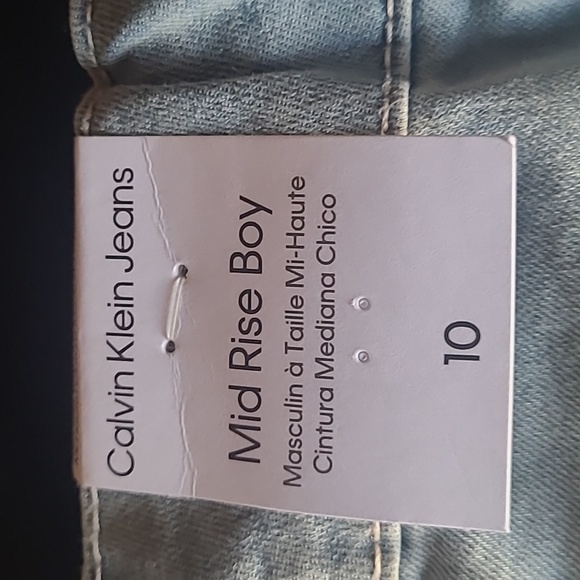 Calvin Klein Jeans
Mid Rise Boy
Masculin à Taille Mi-Haute
Cintura Mediana Chico
10